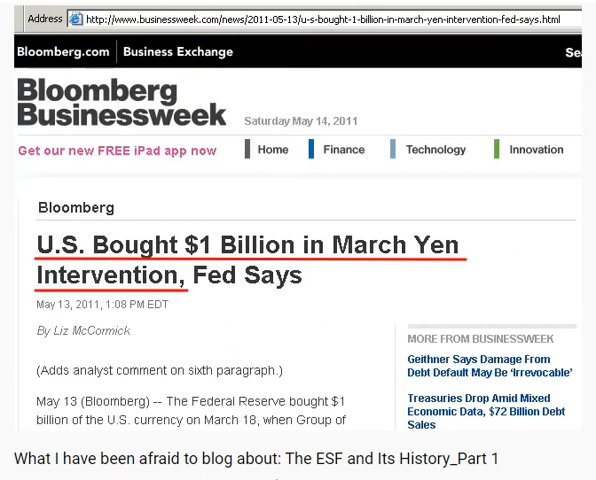 Address http://www.businessweek.com/news/2011-05-13/u-s-bought-1-billion-in-march-yen-intervention-fed-says.html
Bloomberg.com Business Exchange Se
Bloomberg
Businessweek Saturday May 14, 2011
Get our new FREE iPad app now Home Finance Technology Innovation
Bloomberg
U.S. Bought $1 Billion in March Yen
Intervention, Fed Says
May 13, 2011, 1:08 PM EDT
By Liz McCormick
(Adds analyst comment on sixth paragraph.)
May 13 (Bloomberg) -- The Federal Reserve bought $1
billion of the U.S. currency on March 18, when Group of
MORE FROM BUSINESSWEEK
Geithner Says Damage From
Debt Default May Be ‘Irrevocable’
Treasuries Drop Amid Mixed
Economic Data, $72 Billion Debt
Sales
What I have been afraid to blog about: The ESF and Its History_Part 1